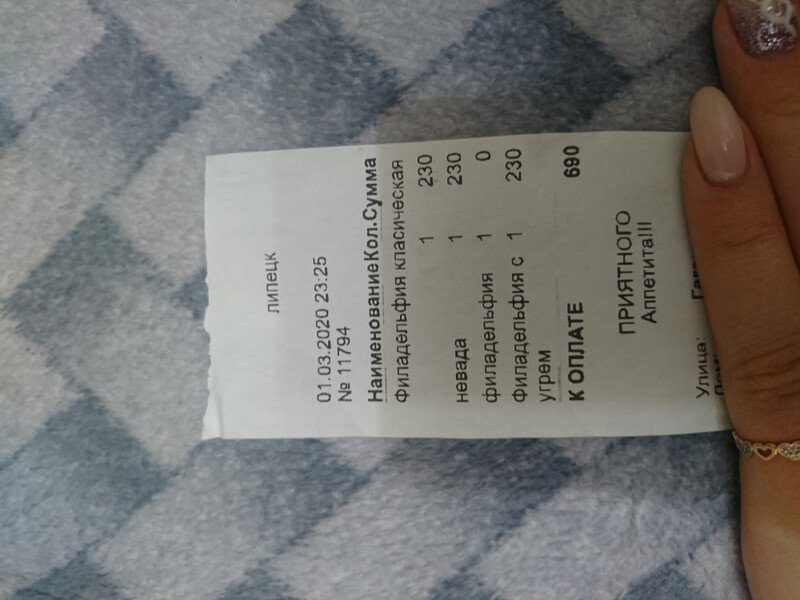 липецк
01.03.2020 23:25
№ 11794
НаименованиеКол.Сумма
филадельфия класическая
1 230
невада 1 230
филадельфия 1 0
филадельфия с 1 230
угрем
К ОПЛАТЕ 690
ПРИЯТНОГО
Аппетита!!!
Улица: